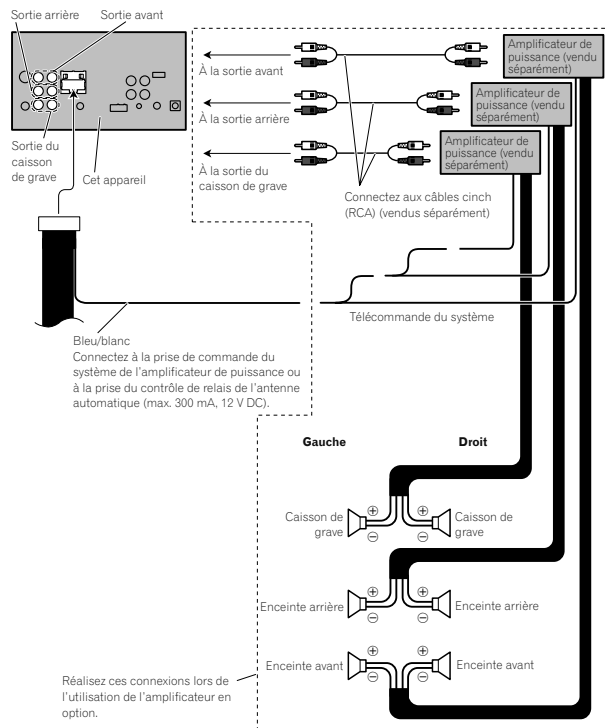 Sortie arrière
Sortie avant
Sortie du
caisson
de grave
Cet appareil
À la sortie avant
À la sortie arrière
À la sortie du
caisson de grave
Amplificateur de
puissance (vendu
séparément)
Amplificateur de
puissance (vendu
séparément)
Amplificateur de
puissance (vendu
séparément)
Connectez aux câbles cinch
(RCA) (vendus séparément)
Télécommande du système
Bleu/blanc
Connectez à la prise de commande du
système de l'amplificateur de puissance ou
à la prise du contrôle de relais de l'antenne
automatique (max. 300 mA, 12 V DC).
Gauche
Droit
Caisson de
grave
⊕
⊖
⊕
⊖
Caisson de
grave
Enceinte arrière
⊕
⊖
⊕
⊖
Enceinte arrière
Enceinte avant
⊕
⊖
⊕
⊖
Enceinte avant
Réalisez ces connexions lors de
l'utilisation de l'amplificateur en
option.